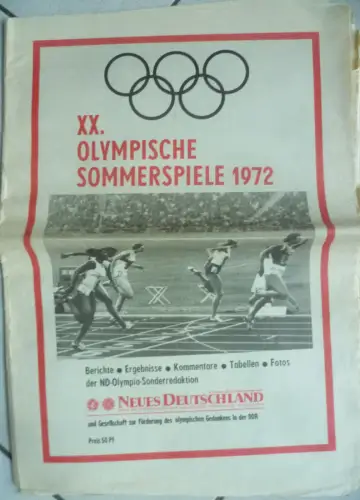 XX.
OLYMPISCHE
SOMMERSPIELE 1972
Berichte ● Ergebnisse ● Kommentare ● Tabellen ● Fotos
der ND-Olympia-Sonderredaktion
NEUES DEUTSCHLAND
und Gesellschaft zur Förderung des olympischen Gedankens in der DDR
Preis: 50 Pf.